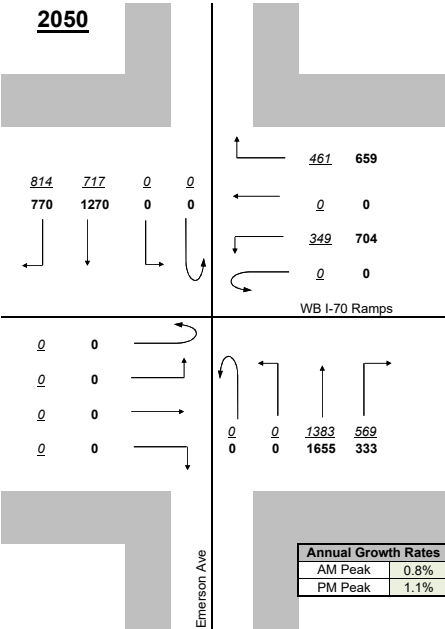 2050
461 659
814 717 0 0
770 1270 0 0
0 0
349 704
0 0
WB I-70 Ramps
0 0
0 0
0 0
0 0
0 0 1383 569
0 0 1655 333
Emerson Ave
Annual Growth Rates
AM Peak 0.8%
PM Peak 1.1%